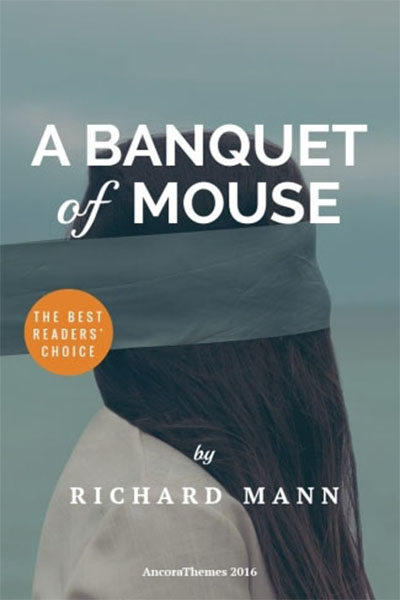 A BANQUET
of MOUSE
THE BEST
READERS'
CHOICE
by
RICHARD MANN
AncoraThemes 2016